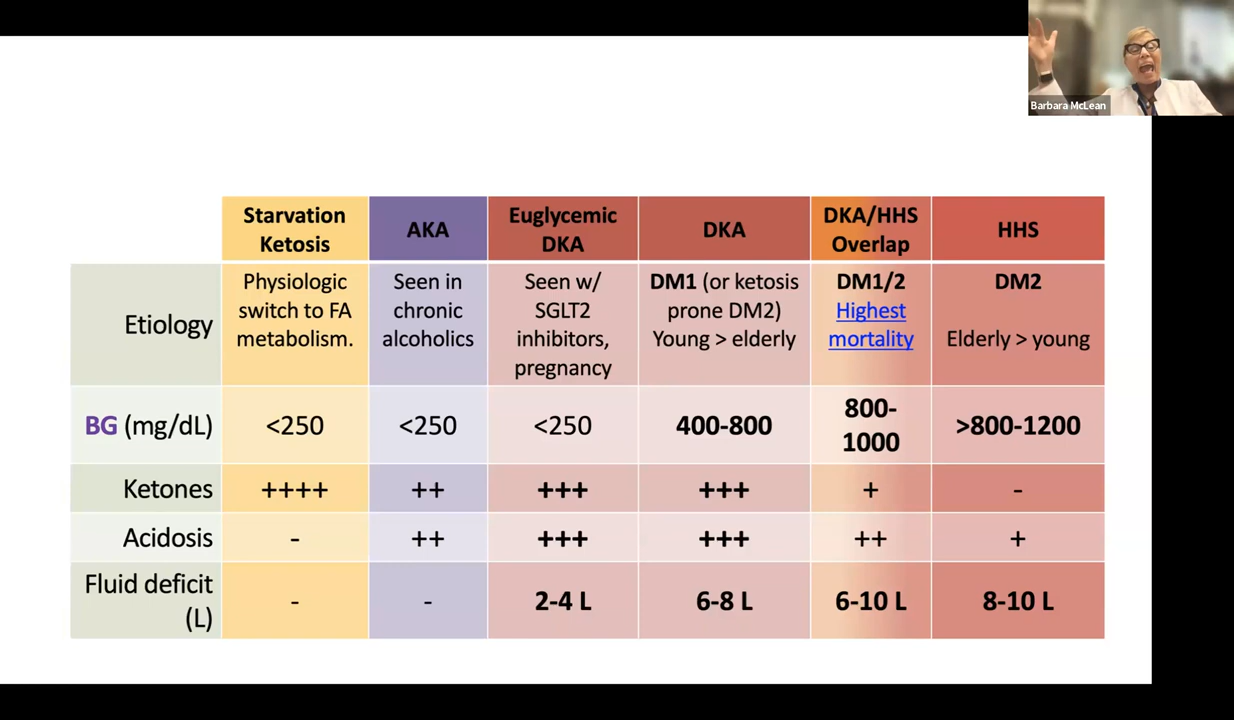 Barbara McLean
Starvation
Ketosis
AKA
Euglycemic
DKA
DKA
DKA/HHS
Overlap
HHS
Etiology
Physiologic
switch to FA
metabolism.
Seen in
chronic
alcoholics
Seen w/
SGLT2
inhibitors,
pregnancy
DM1 (or ketosis
prone DM2)
Young > elderly
DM1/2
Highest
mortality
DM2
Elderly > young
BG (mg/dL)
<250
<250
<250
400-800
800-
1000
>800-1200
Ketones
++++
++
+++
+++
+
-
Acidosis
-
++
+++
+++
++
+
Fluid deficit
(L)
-
-
2-4 L
6-8 L
6-10 L
8-10 L